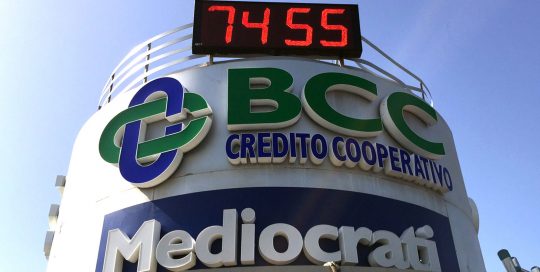 7455
BCC
CREDITO COOPERATIVO
Mediocrati